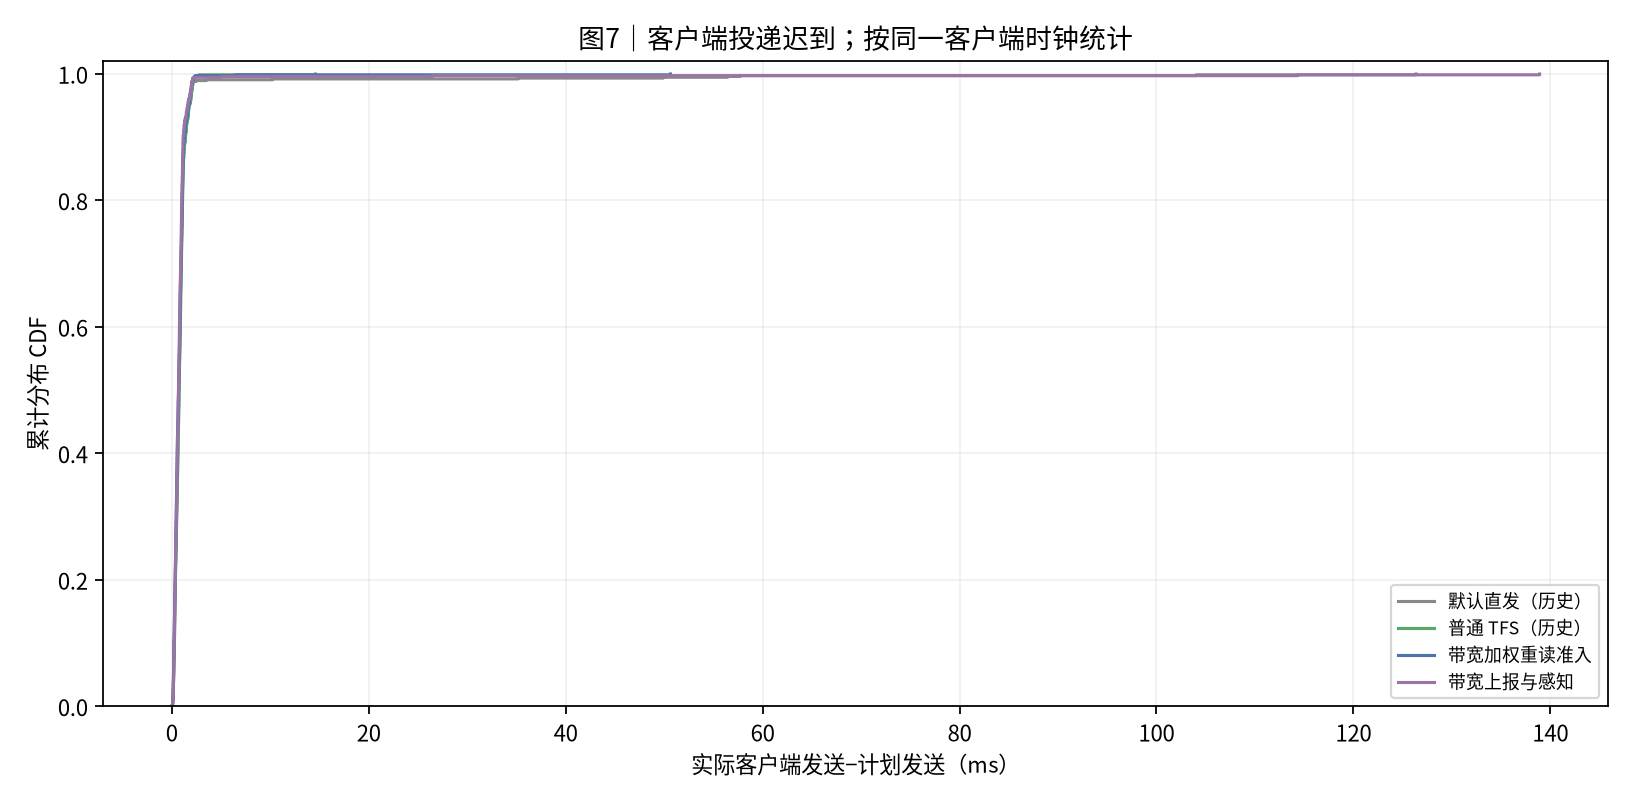 图7｜客户端投递迟到；按同一客户端时钟统计
累计分布 CDF
1.0
0.8
0.6
0.4
0.2
0.0
0 20 40 60 80 100 120 140
实际客户端发送−计划发送（ms）
默认直发（历史）
普通 TFS（历史）
带宽加权重读准入
带宽上报与感知